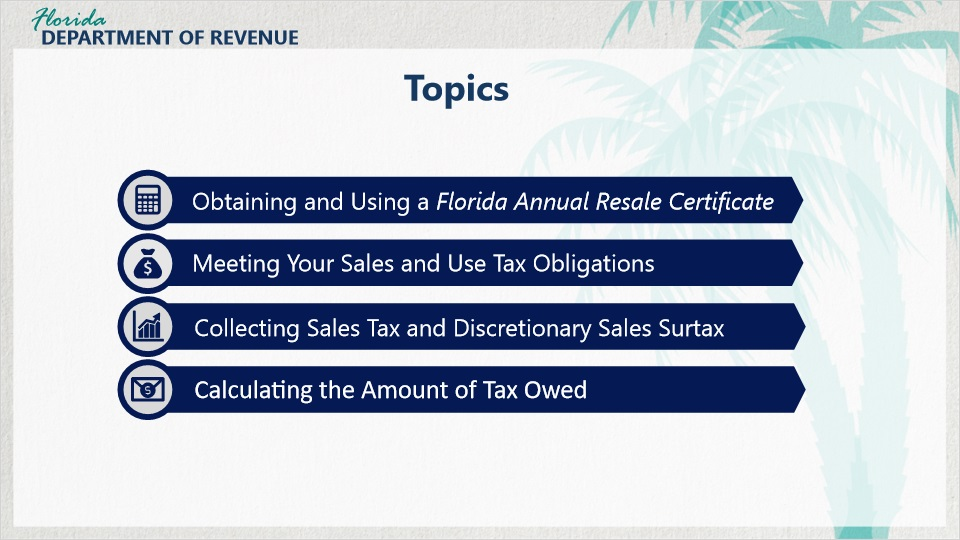 Florida
DEPARTMENT OF REVENUE
Topics
Obtaining and Using a Florida Annual Resale Certificate
Meeting Your Sales and Use Tax Obligations
Collecting Sales Tax and Discretionary Sales Surtax
Calculating the Amount of Tax Owed